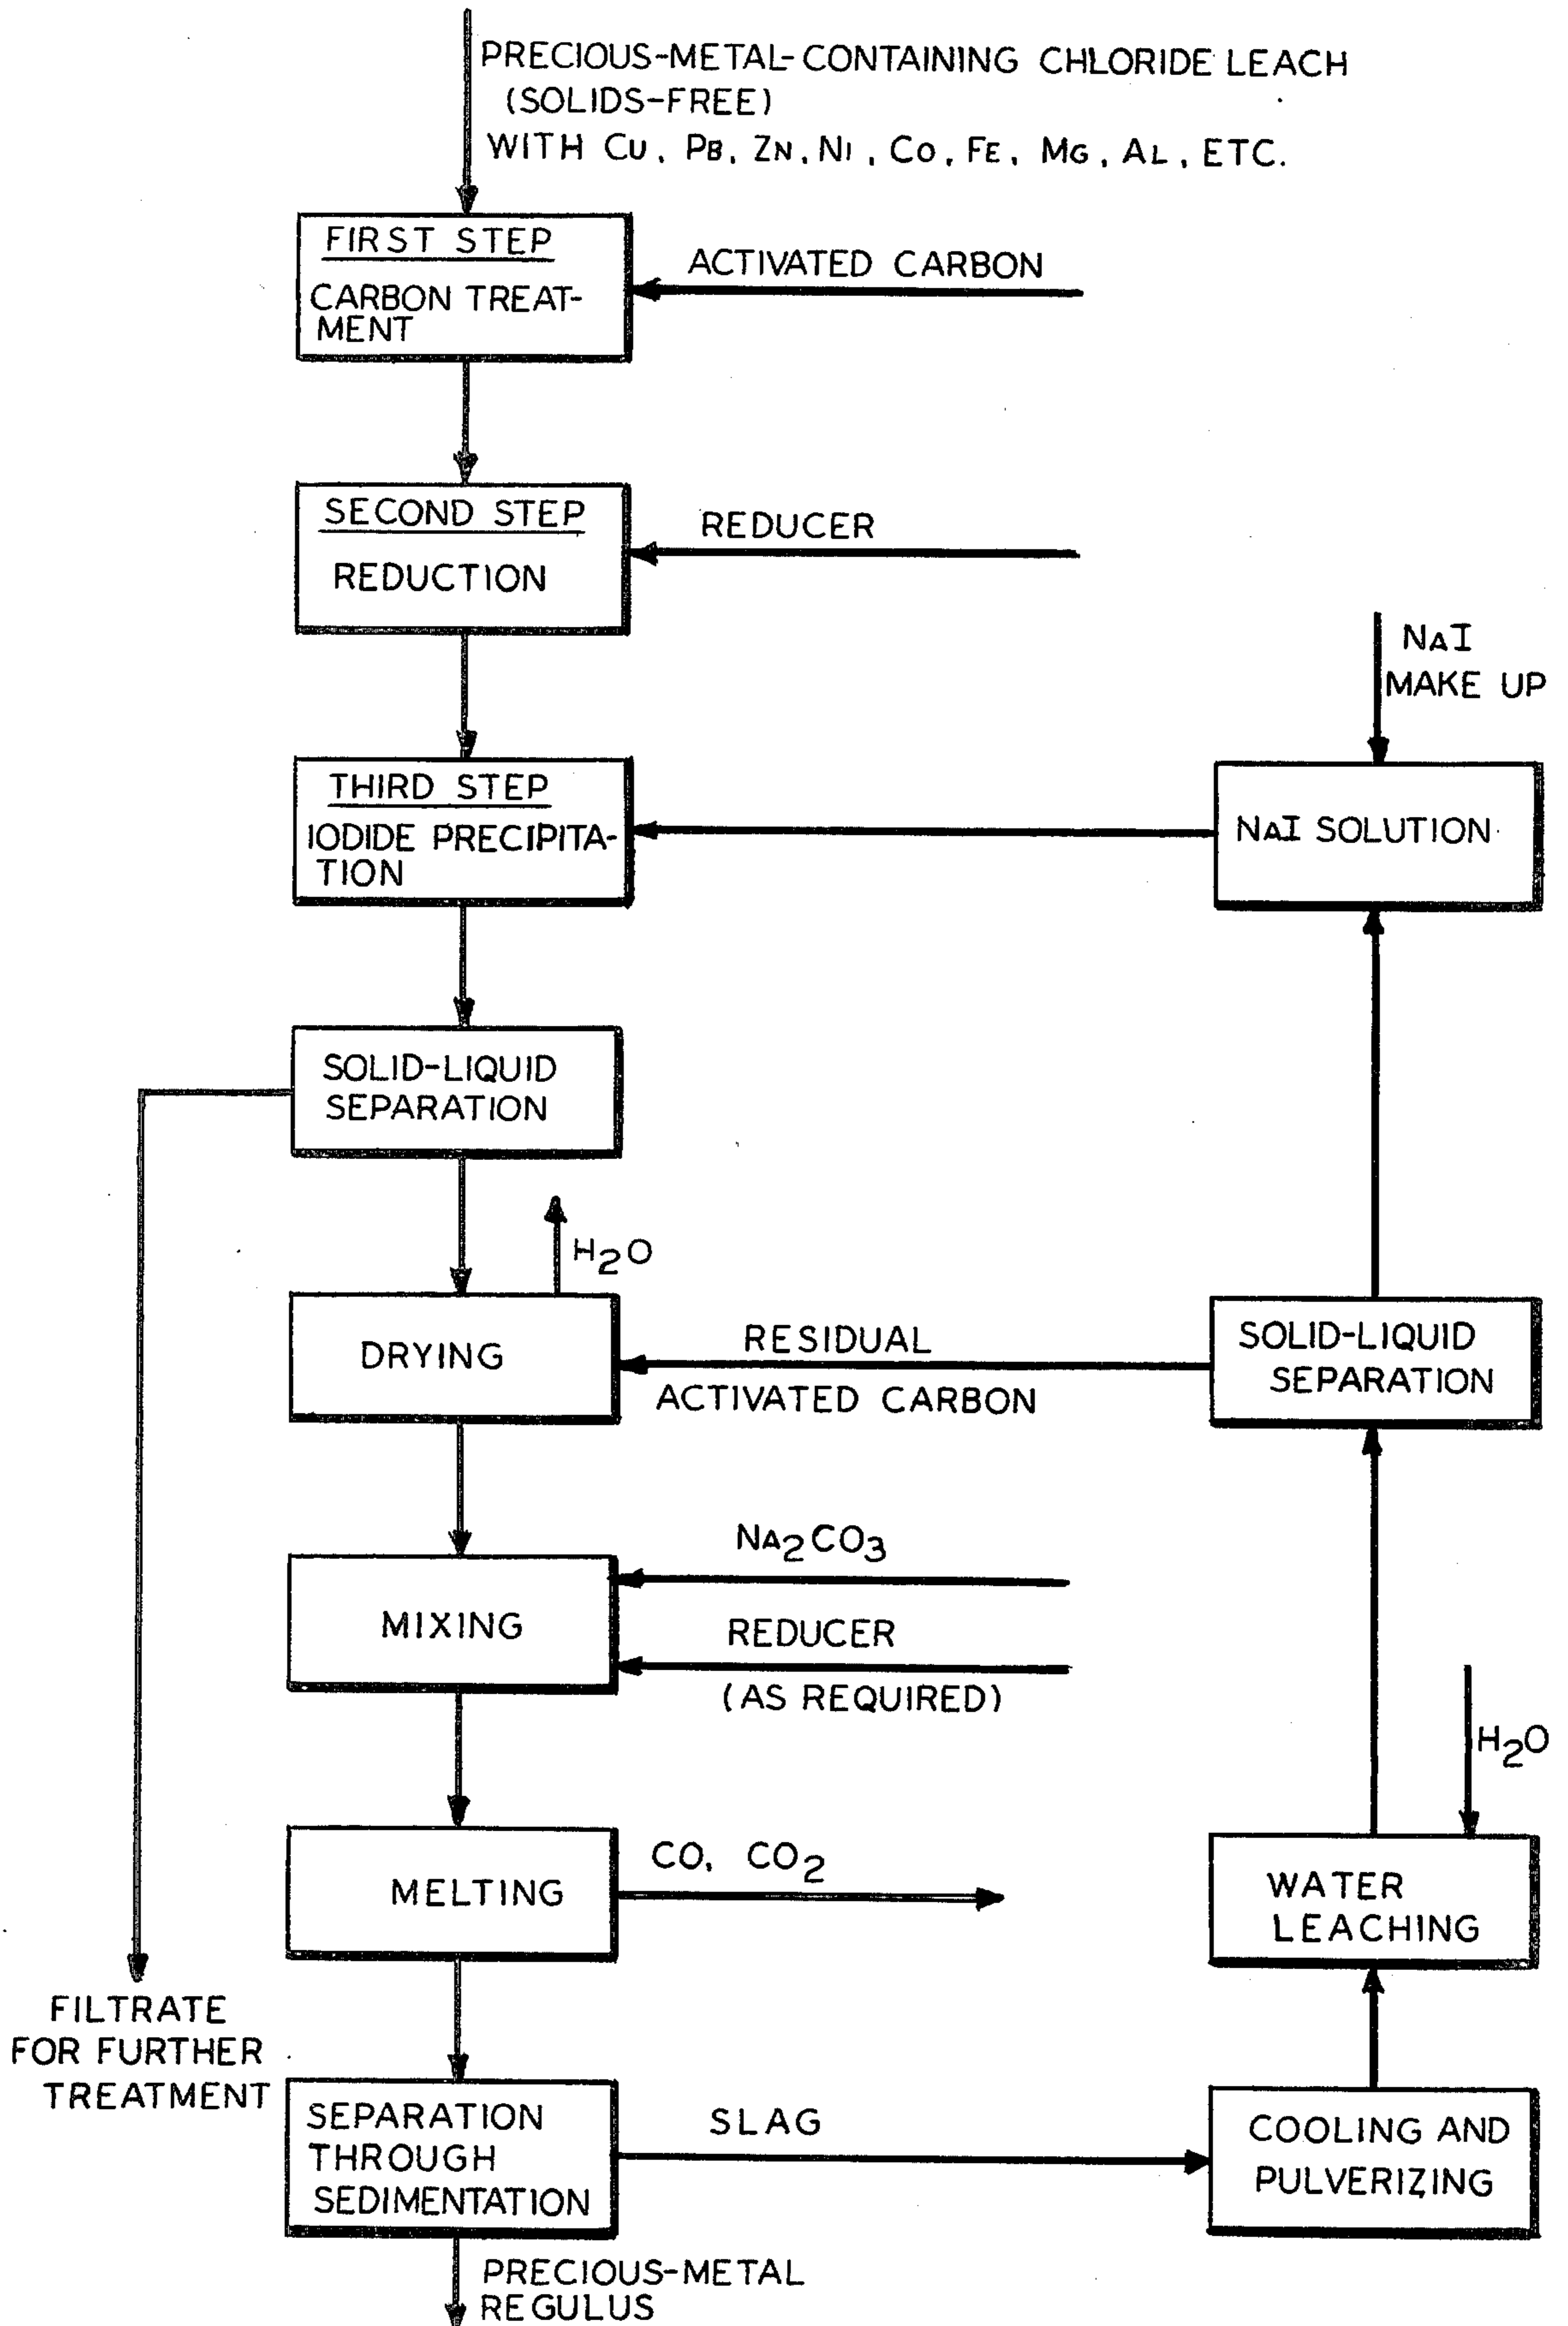 PRECIOUS-METAL-CONTAINING CHLORIDE LEACH
(SOLIDS-FREE)
WITH CU, PB, ZN, NI, CO, FE, MG, AL, ETC.
FIRST STEP
CARBON TREAT-
MENT
ACTIVATED CARBON
SECOND STEP
REDUCTION
REDUCER
NAI
MAKE UP
THIRD STEP
IODIDE PRECIPITA-
TION
NAI SOLUTION
SOLID-LIQUID
SEPARATION
H2O
DRYING
RESIDUAL
ACTIVATED CARBON
SOLID-LIQUID
SEPARATION
MIXING
NA2CO3
REDUCER
(AS REQUIRED)
H2O
MELTING
CO, CO2
WATER
LEACHING
FILTRATE
FOR FURTHER
TREATMENT
SEPARATION
THROUGH
SEDIMENTATION
SLAG
COOLING AND
PULVERIZING
PRECIOUS-METAL
REGULUS